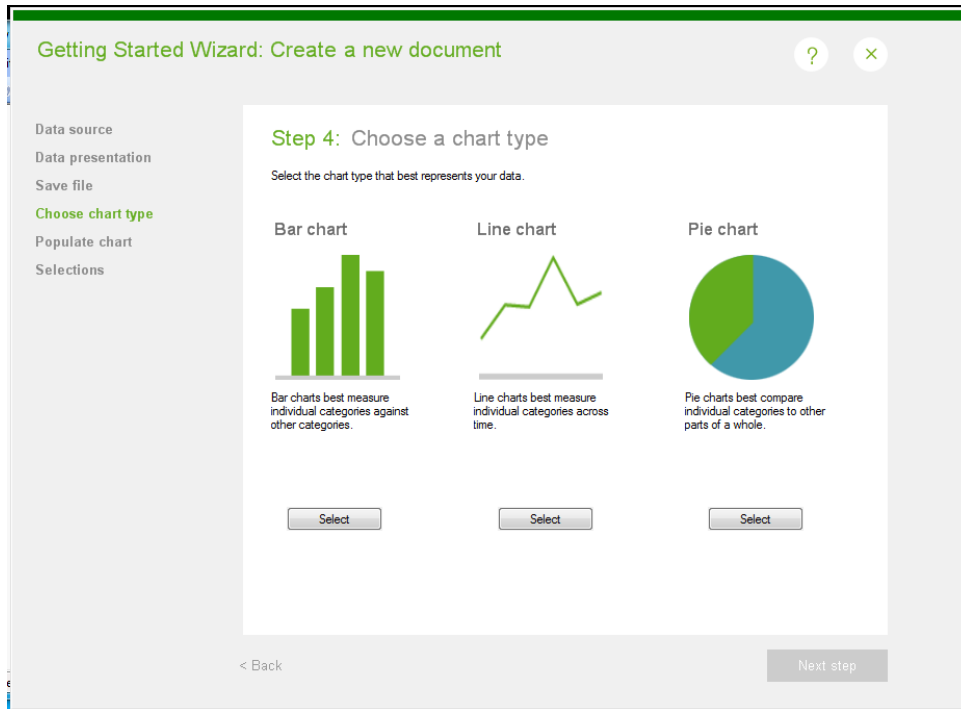 Getting Started Wizard: Create a new document
?
×
Data source
Data presentation
Save file
Choose chart type
Populate chart
Selections
Step 4: Choose a chart type
Select the chart type that best represents your data.
Bar chart
Line chart
Pie chart
Bar charts best measure
individual categories against
other categories.
Line charts best measure
individual categories across
time.
Pie charts best compare
individual categories to other
parts of a whole.
Select
Select
Select
< Back
Next step